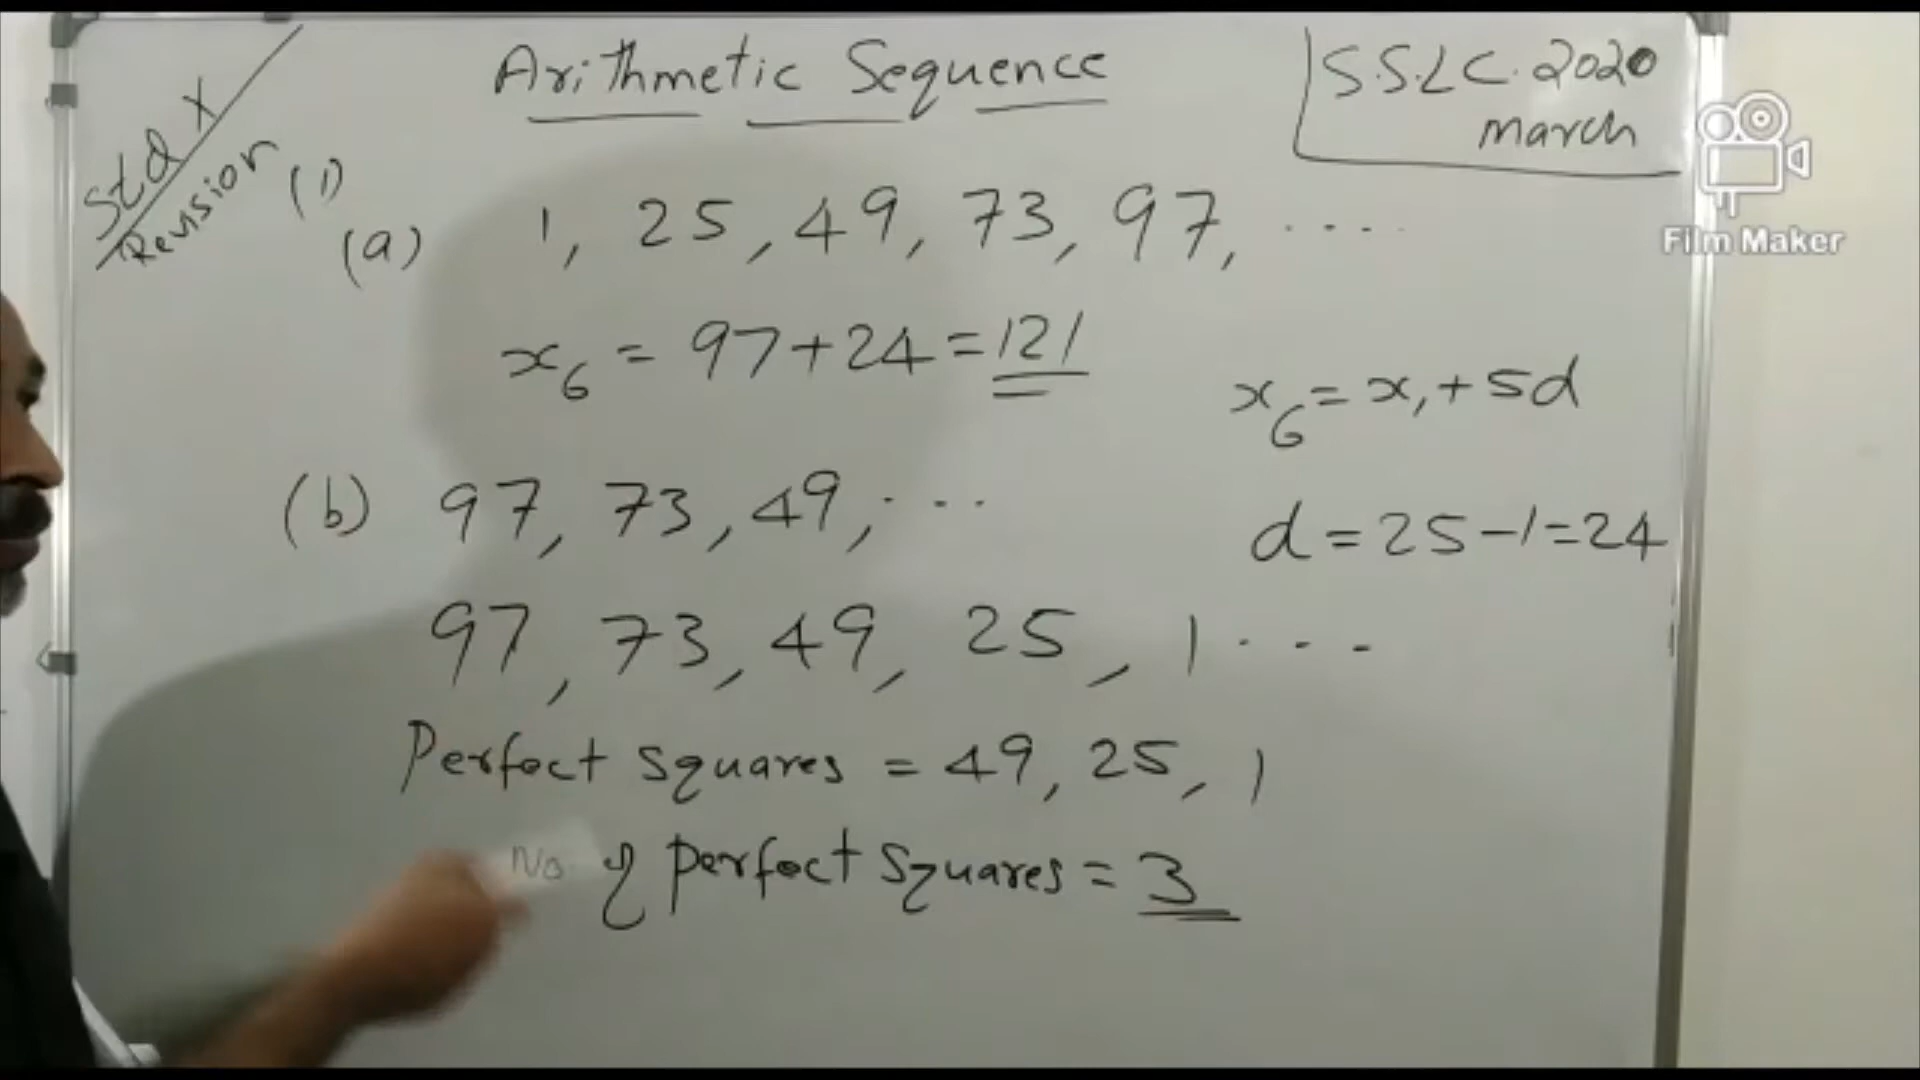 Arithmetic Sequence
S.S.L.C. 2020
March
Std X
Revision
Film Maker
(1)
(a) 1, 25, 49, 73, 97, ....
x₆ = 97+24 = 121
x₆ = x₁ + 5d
(b) 97, 73, 49, ...
d = 25-1 = 24
97, 73, 49, 25, 1 ...
Perfect squares = 49, 25, 1
No. of perfect squares = 3